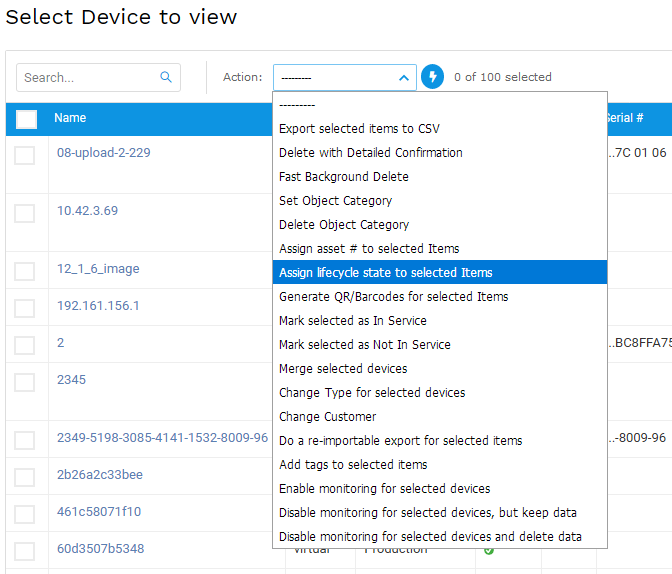 Select Device to view
Search...
Action:
---------
0 of 100 selected
---------
Export selected items to CSV
Delete with Detailed Confirmation
Fast Background Delete
Set Object Category
Delete Object Category
Assign asset # to selected Items
Assign lifecycle state to selected Items
Generate QR/Barcodes for selected Items
Mark selected as In Service
Mark selected as Not In Service
Merge selected devices
Change Type for selected devices
Change Customer
Do a re-importable export for selected items
Add tags to selected items
Enable monitoring for selected devices
Disable monitoring for selected devices, but keep data
Disable monitoring for selected devices and delete data
Name
Serial #
08-upload-2-229
..7C 01 06
10.42.3.69
12_1_6_image
192.161.156.1
2
..BC8FFA75
2345
2349-5198-3085-4141-1532-8009-96
..-8009-96
2b26a2c33bee
461c58071f10
60d3507b5348
virtual
Production